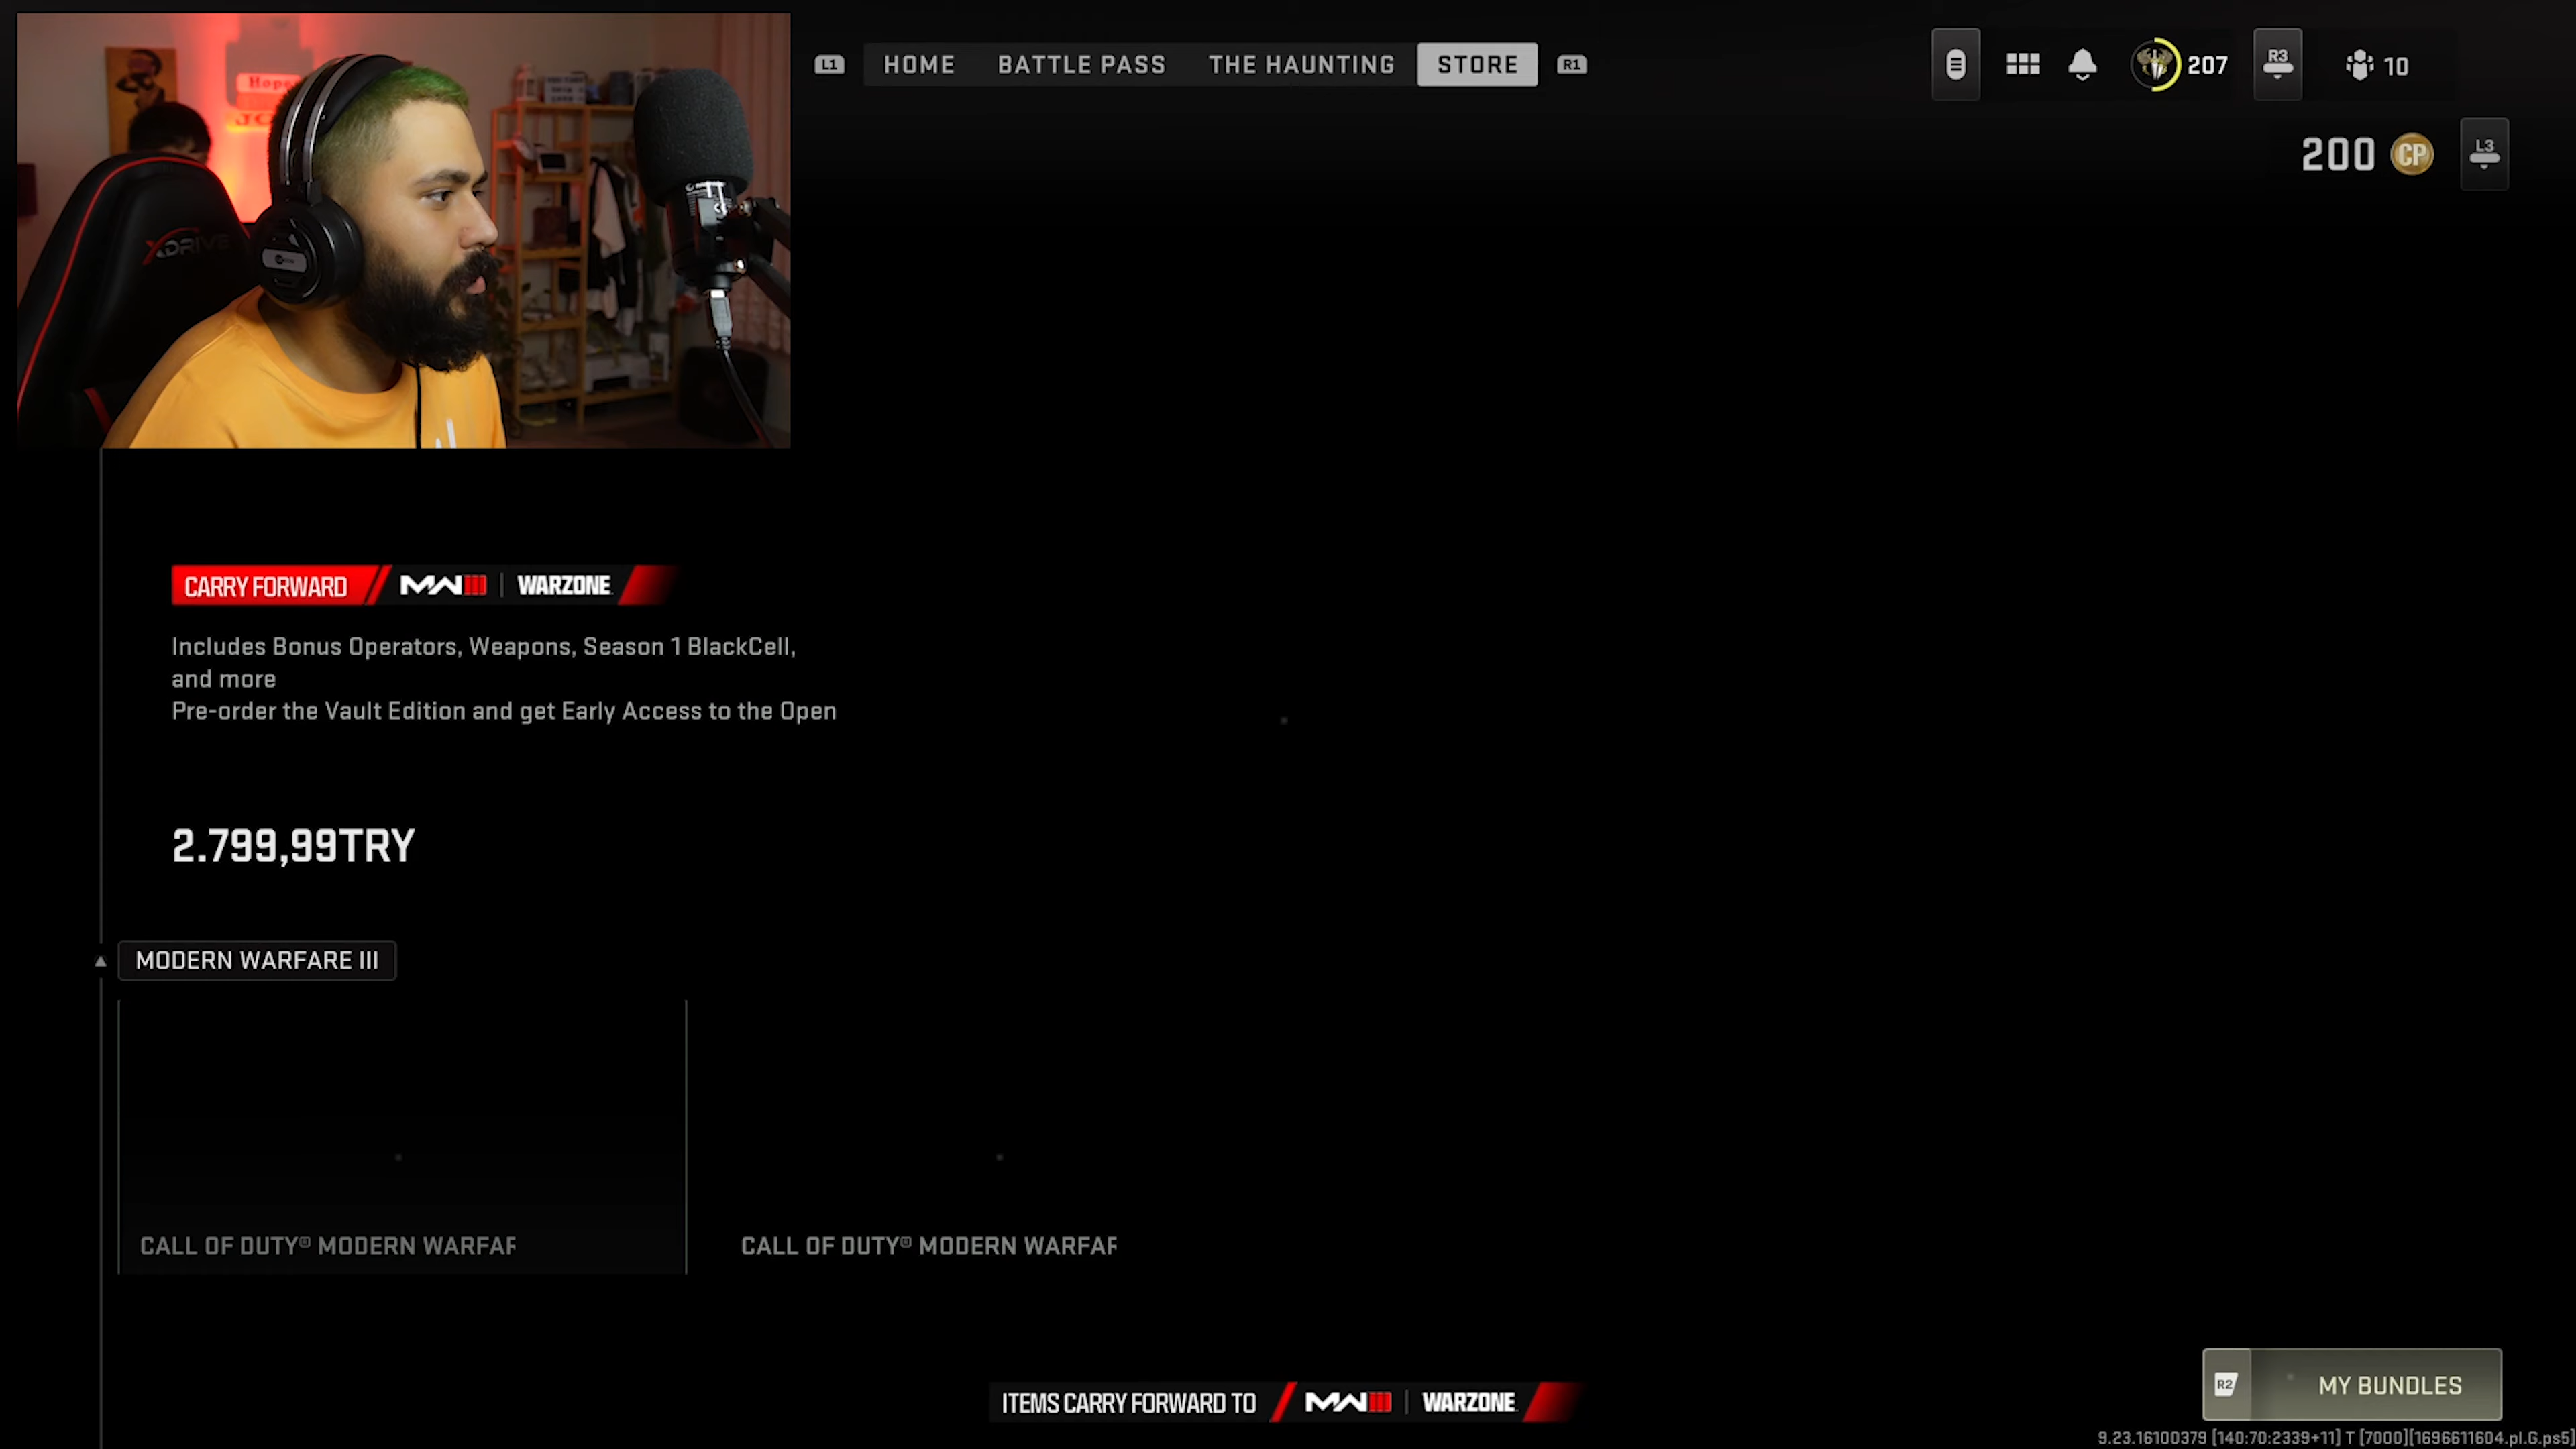 L1
HOME
BATTLE PASS
THE HAUNTING
STORE
R1
207
R3
10
200 CP
L3
XDRIVE
CARRY FORWARD
MWIII | WARZONE
Includes Bonus Operators, Weapons, Season 1 BlackCell,
and more
Pre-order the Vault Edition and get Early Access to the Open
2.799,99TRY
MODERN WARFARE III
CALL OF DUTY® MODERN WARFAR
CALL OF DUTY® MODERN WARFAR
ITEMS CARRY FORWARD TO MWIII | WARZONE
R2
MY BUNDLES
9.23.16100379 [140:70:2339+11] T [7000][1696611604.pl.G.ps5]